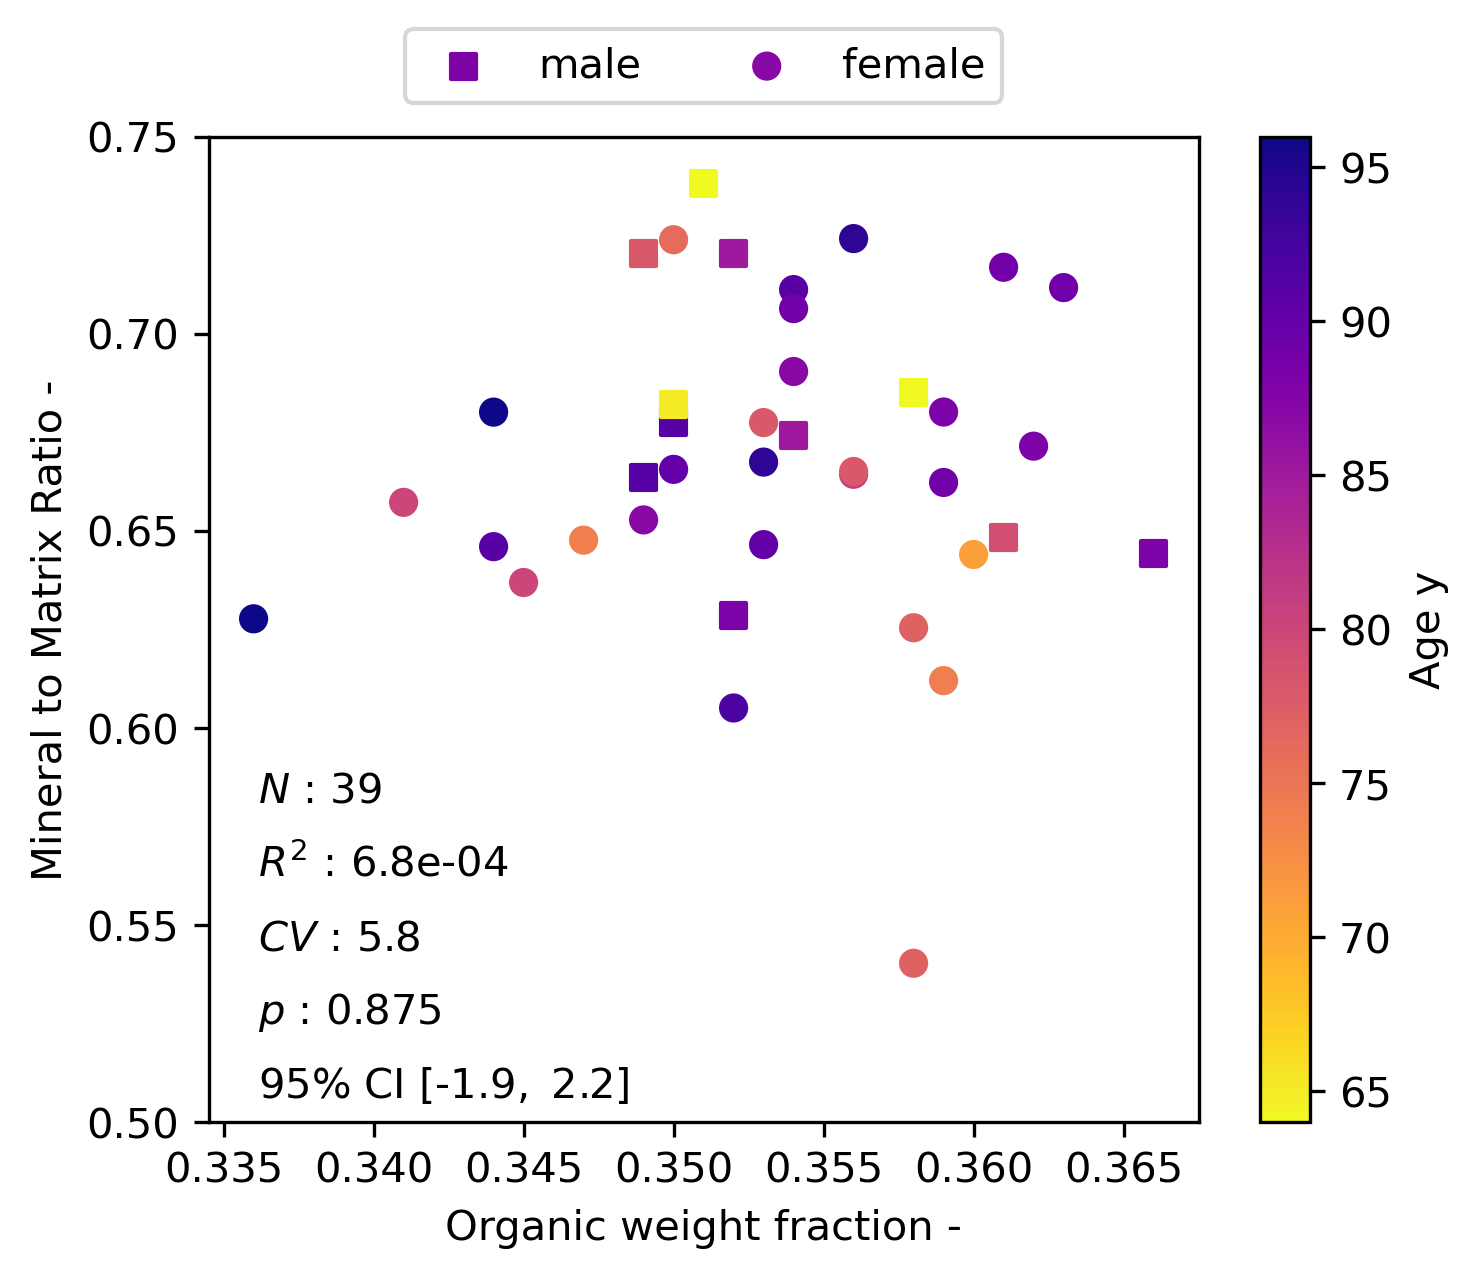 male female
0.75
0.70
0.65
0.60
0.55
0.50
Mineral to Matrix Ratio -
N : 39
R² : 6.8e-04
CV : 5.8
p : 0.875
95% CI [-1.9, 2.2]
0.335 0.340 0.345 0.350 0.355 0.360 0.365
Organic weight fraction -
95
90
85
80
75
70
65
Age y